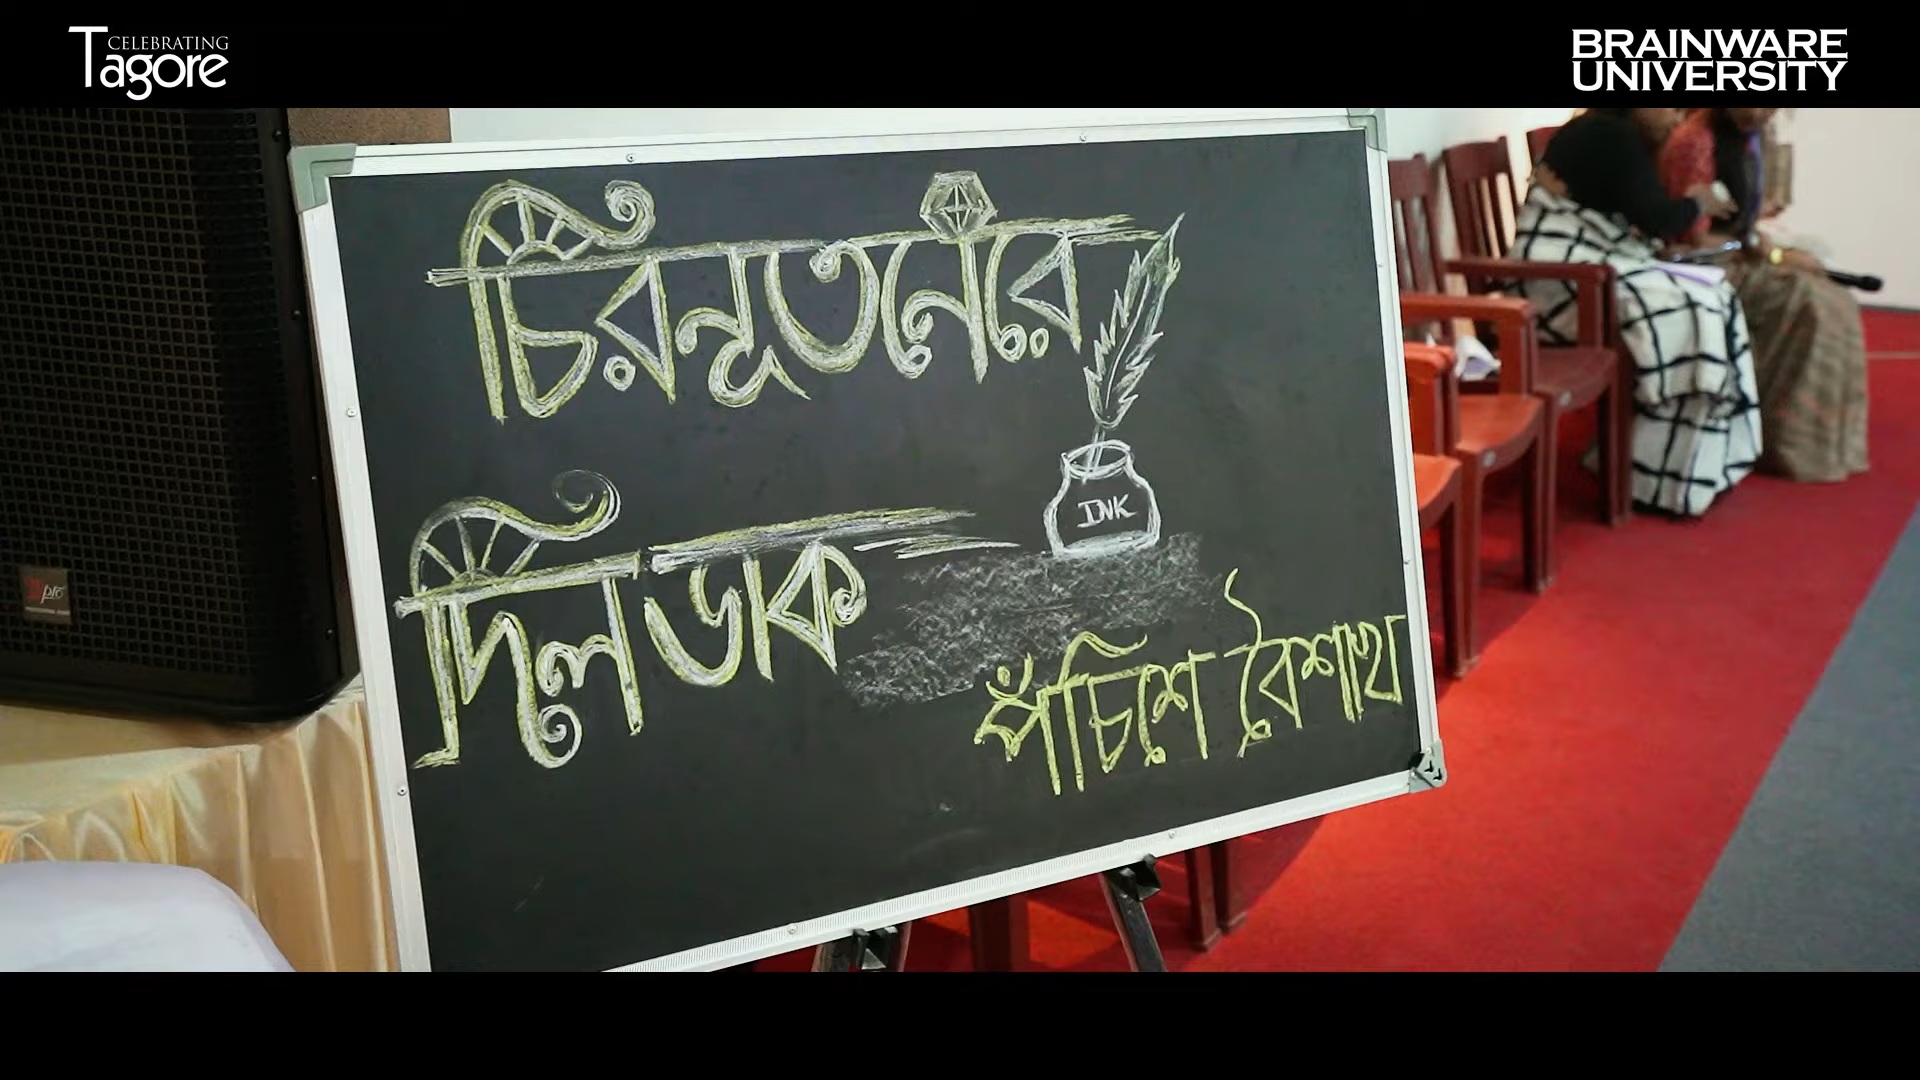 CELEBRATING
Tagore
BRAINWARE
UNIVERSITY
চিরনূতনেরে
দিল ডাক
INK
পঁচিশে বৈশাখ